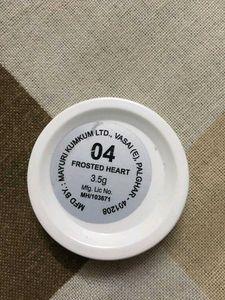 MFD BY.: MAYURI KUMKUM LTD., VASAI (E), PALGHAR - 401208
04
FROSTED HEART
3.5g
Mfg. Lic No.
MH/103671